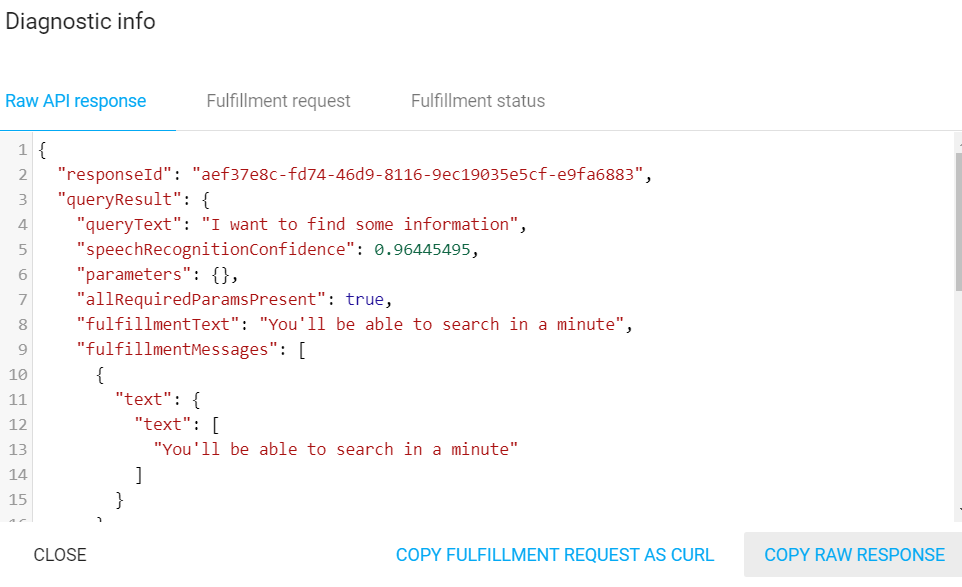 Diagnostic info
Raw API response Fulfillment request Fulfillment status
1 {
2 "responseId": "aef37e8c-fd74-46d9-8116-9ec19035e5cf-e9fa6883",
3 "queryResult": {
4 "queryText": "I want to find some information",
5 "speechRecognitionConfidence": 0.96445495,
6 "parameters": {},
7 "allRequiredParamsPresent": true,
8 "fulfillmentText": "You'll be able to search in a minute",
9 "fulfillmentMessages": [
10 {
11 "text": {
12 "text": [
13 "You'll be able to search in a minute"
14 ]
15 }
CLOSE COPY FULFILLMENT REQUEST AS CURL COPY RAW RESPONSE